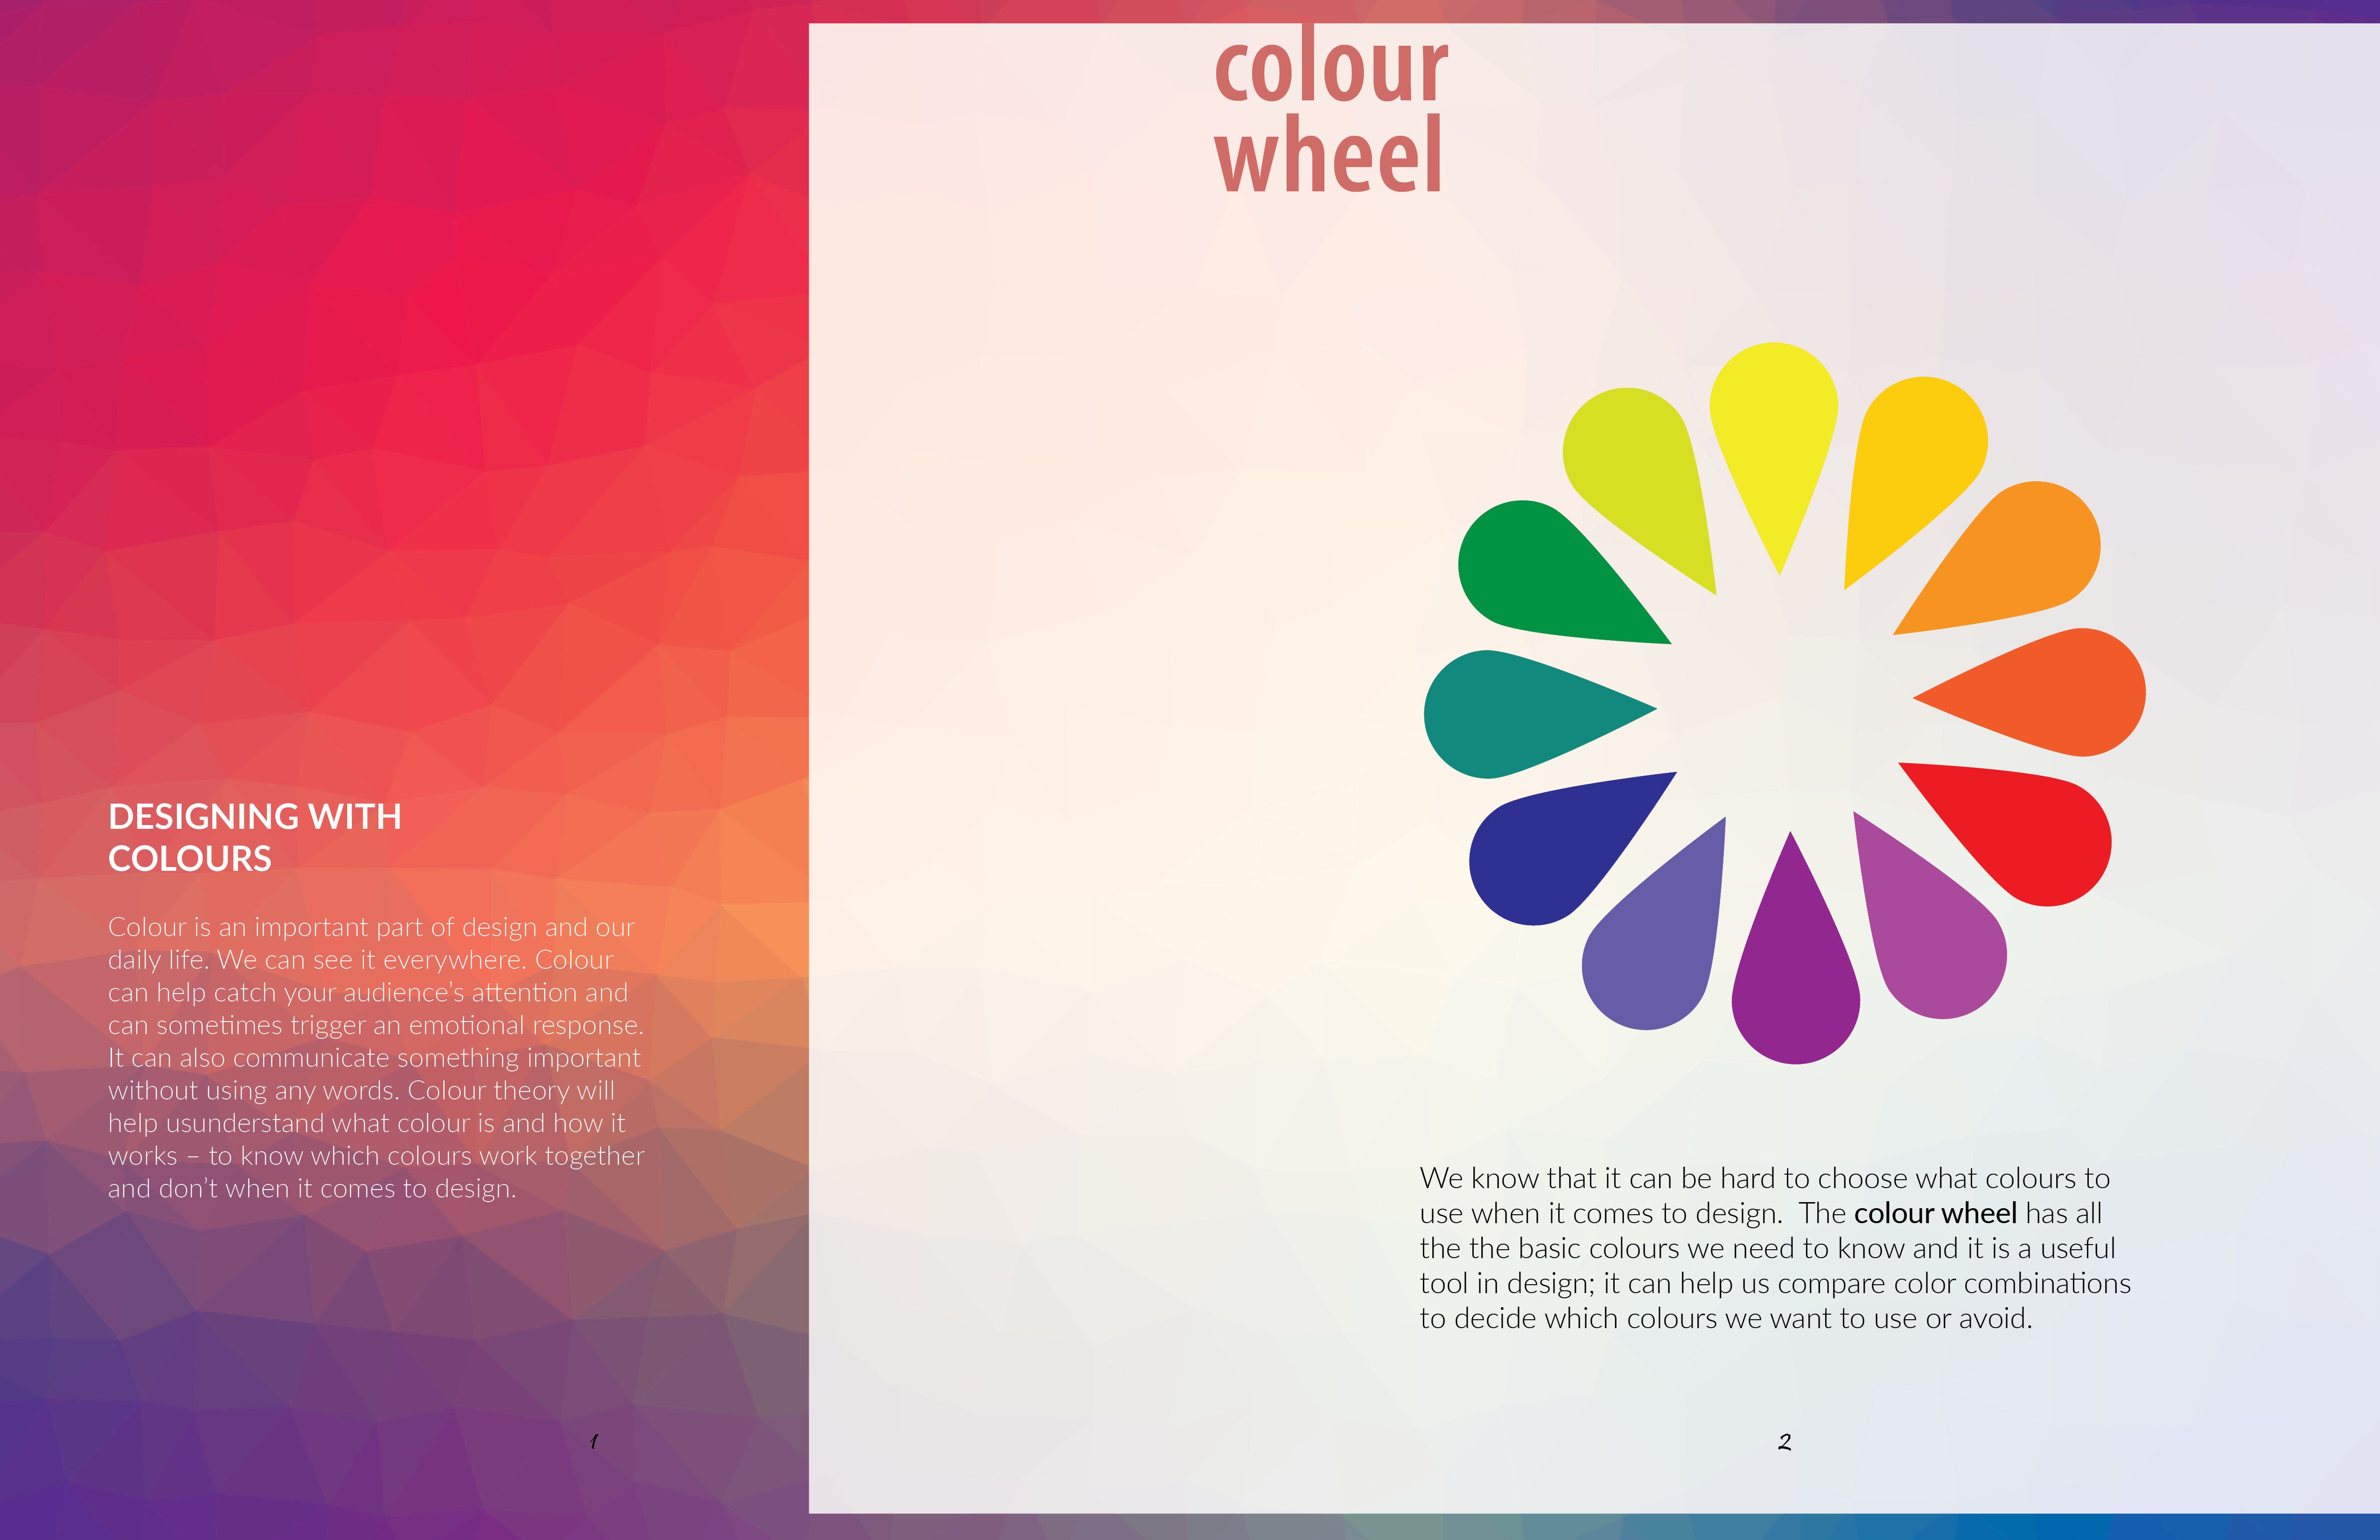 DESIGNING WITH
COLOURS
Colour is an important part of design and our
daily life. We can see it everywhere. Colour
can help catch your audience’s attention and
can sometimes trigger an emotional response.
It can also communicate something important
without using any words. Colour theory will
help usunderstand what colour is and how it
works – to know which colours work together
and don’t when it comes to design.
1
colour
wheel
We know that it can be hard to choose what colours to
use when it comes to design.  The colour wheel has all
the the basic colours we need to know and it is a useful
tool in design; it can help us compare color combinations
to decide which colours we want to use or avoid.
2